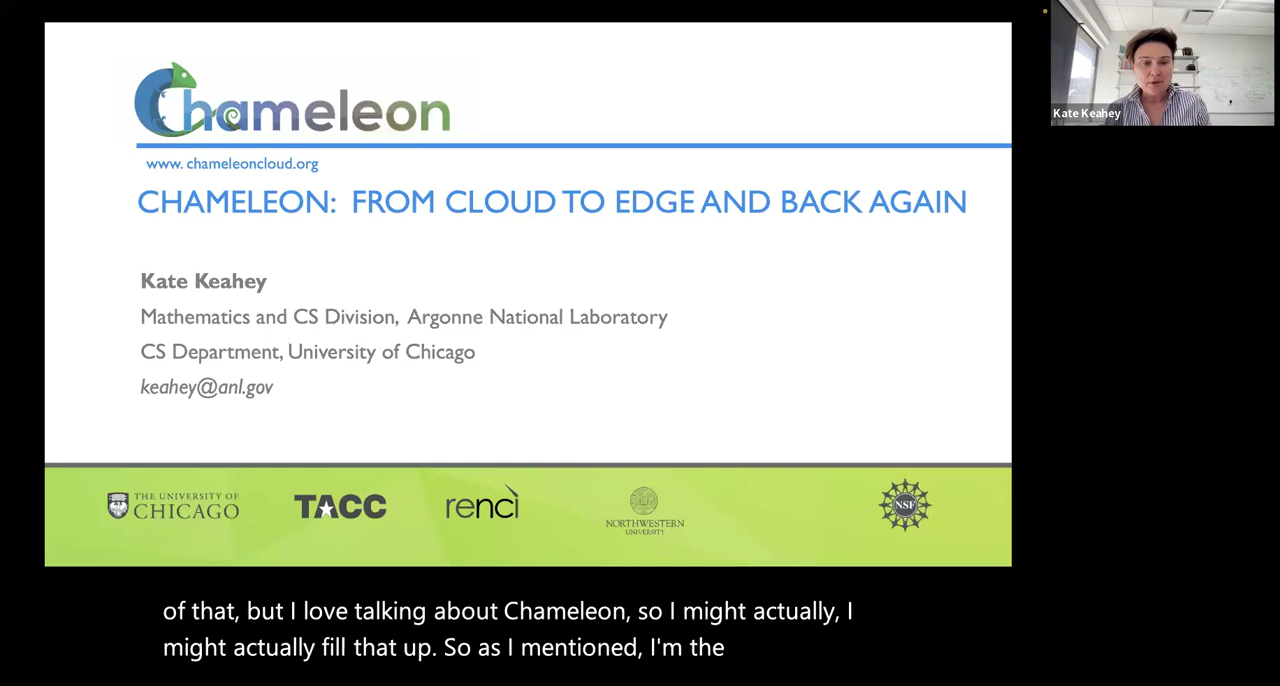 Chameleon
www. chameleoncloud.org
CHAMELEON: FROM CLOUD TO EDGE AND BACK AGAIN
Kate Keahey
Mathematics and CS Division, Argonne National Laboratory
CS Department, University of Chicago
keahey@anl.gov
THE UNIVERSITY OF
CHICAGO
TACC
renci
NORTHWESTERN
UNIVERSITY
NSF
Kate Keahey
of that, but I love talking about Chameleon, so I might actually, I
might actually fill that up. So as I mentioned, I'm the